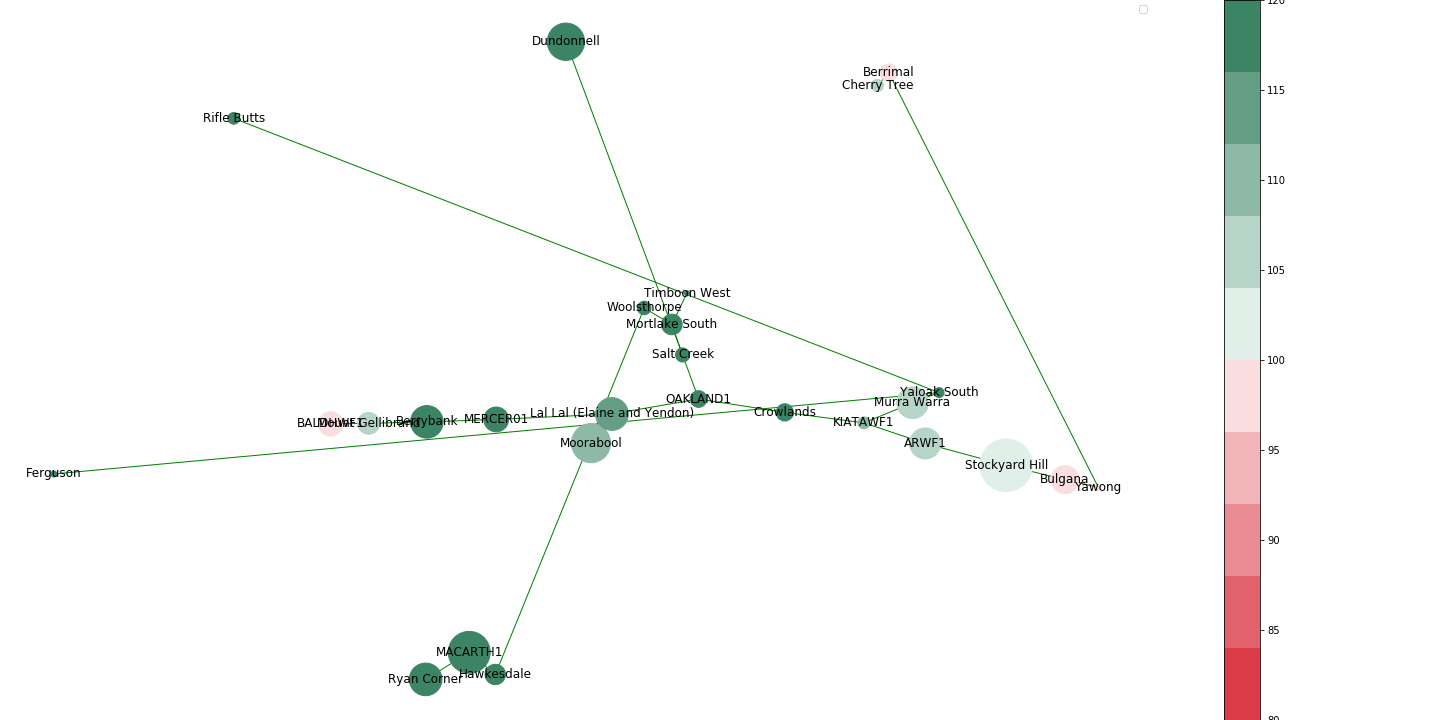 120
Dundonnell
Berrimal
Cherry Tree
115
Rifle Butts
110
105
Timboon West
Woolsthorpe
Mortlake South
Salt Creek
100
Yaloak South
OAKLAND1
Murra Warra
Lal Lal (Elaine and Yendon)
Crowlands
MERCER01
Berrybank
Mount Gellibrand
KIATAWF1
ARWF1
Moorabool
95
Stockyard Hill
Ferguson
Bulgana
Yawong
90
85
MACARTH1
Hawkesdale
Ryan Corner
80